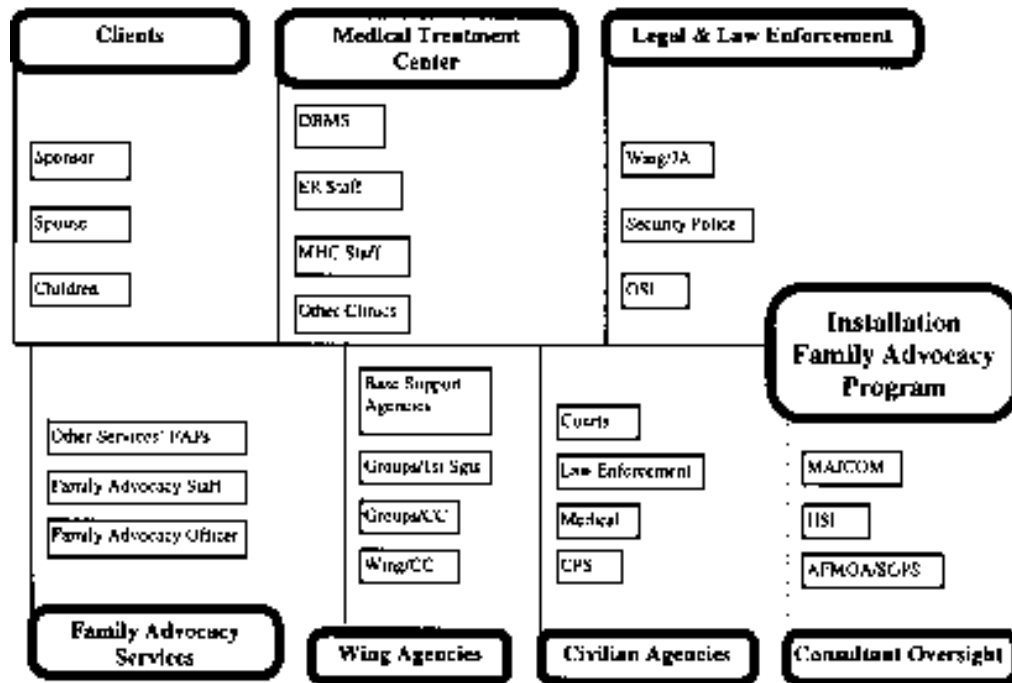 Clients
Medical Treatment
Center
Legal & Law Enforcement
DBMS
Sponsor
Wing/JA
ER Staff
Spouse
Security Police
MHC Staff
Children
Other Clinics
OSI
Installation
Family Advocacy
Program
Base Support
Agencies
Other Services' FAPs
Courts
Groups/1st Sgts
Law Enforcement
MAJCOM
Family Advocacy Staff
Groups/CC
Medical
HSI
Family Advocacy Officer
Wing/CC
CPS
AFMOA/SGPS
Family Advocacy
Services
Wing Agencies
Civilian Agencies
Consultant Oversight